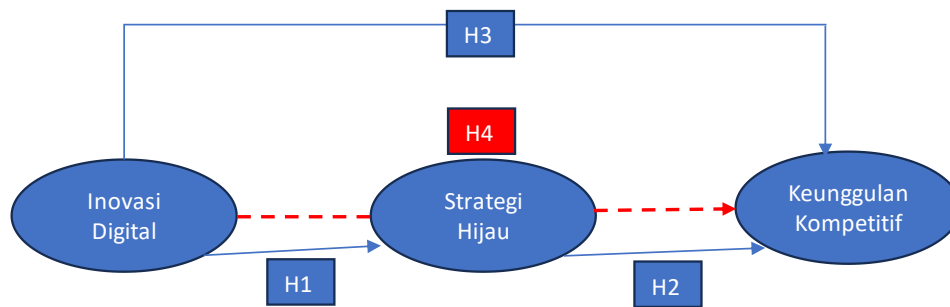 H3
H4
Inovasi
Digital
Strategi
Hijau
Keunggulan
Kompetitif
H1
H2